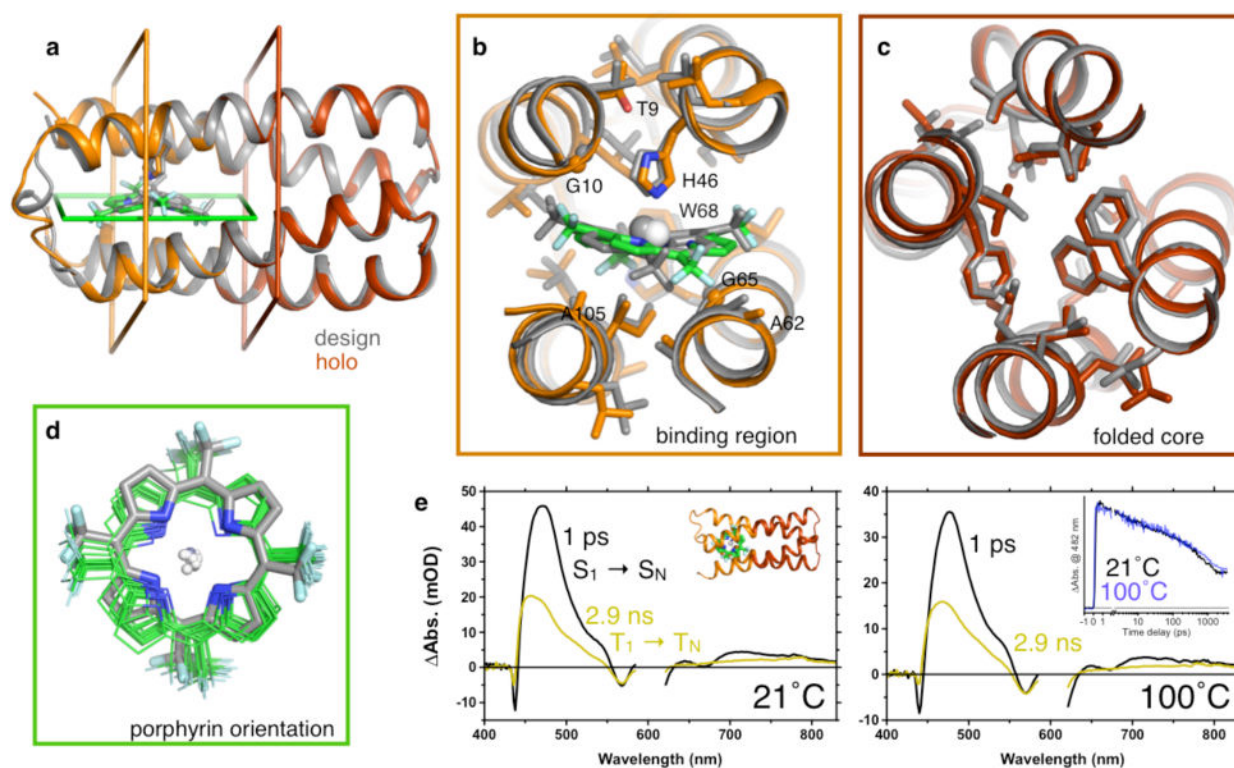 a
design
holo
b
T9
G10
H46
W68
G65
A105
A62
binding region
c
folded core
d
porphyrin orientation
e
ΔAbs. (mOD)
50
40
30
20
10
0
-10
1 ps
S₁ → S_N
2.9 ns
T₁ → T_N
21°C
400 500 600 700 800
Wavelength (nm)
40
30
20
10
0
-10
1 ps
2.9 ns
100°C
400 500 600 700 800
Wavelength (nm)
ΔAbs. @ 482 nm
21°C
100°C
-1 0 1 10 100 1000
Time delay (ps)